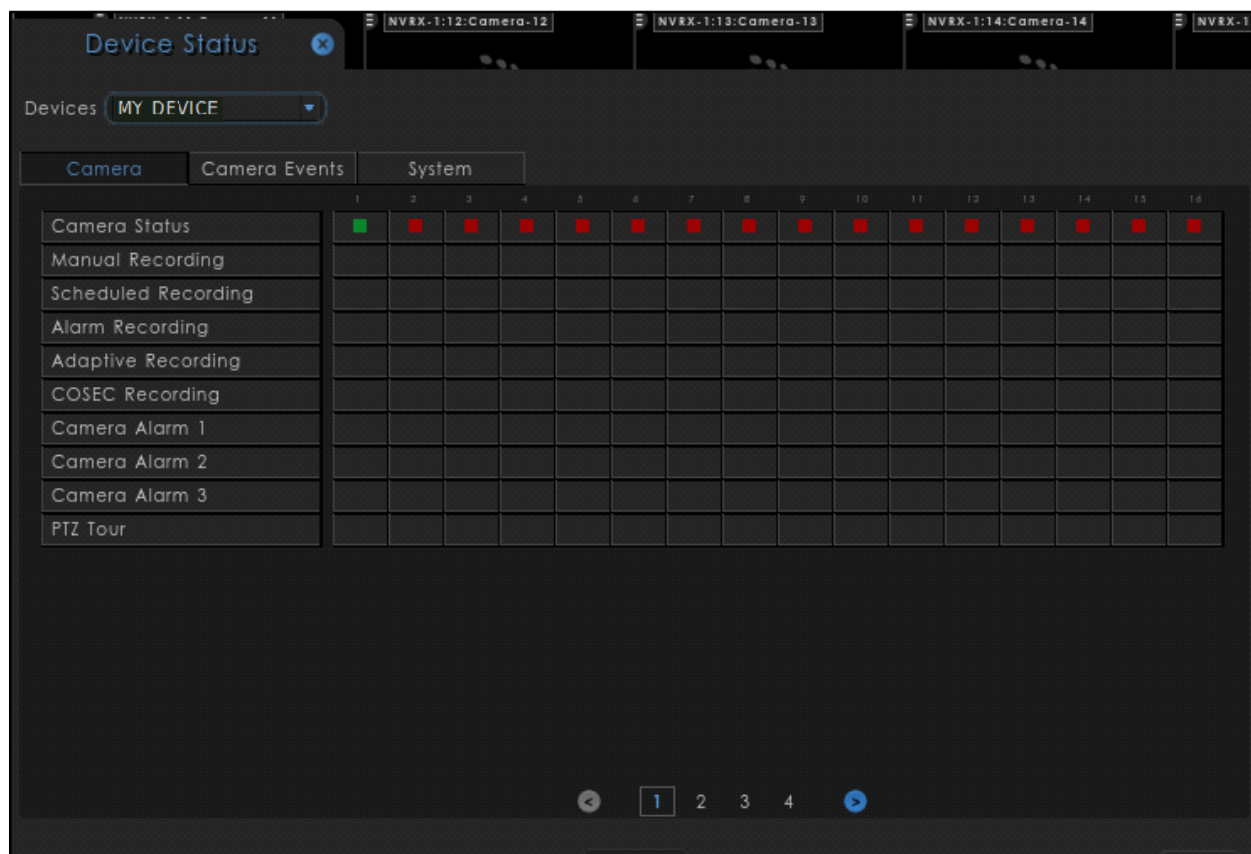 NVRX-1:12:Camera-12
NVRX-1:13:Camera-13
NVRX-1:14:Camera-14
NVRX-1
Device Status
Devices MY DEVICE
Camera Camera Events System
1 2 3 4 5 6 7 8 9 10 11 12 13 14 15 16
Camera Status
Manual Recording
Scheduled Recording
Alarm Recording
Adaptive Recording
COSEC Recording
Camera Alarm 1
Camera Alarm 2
Camera Alarm 3
PTZ Tour
1 2 3 4